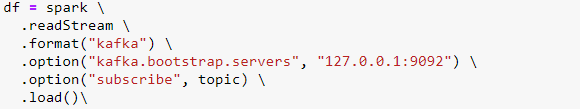 df = spark \
  .readStream \
  .format("kafka") \
  .option("kafka.bootstrap.servers", "127.0.0.1:9092") \
  .option("subscribe", topic) \
  .load()\